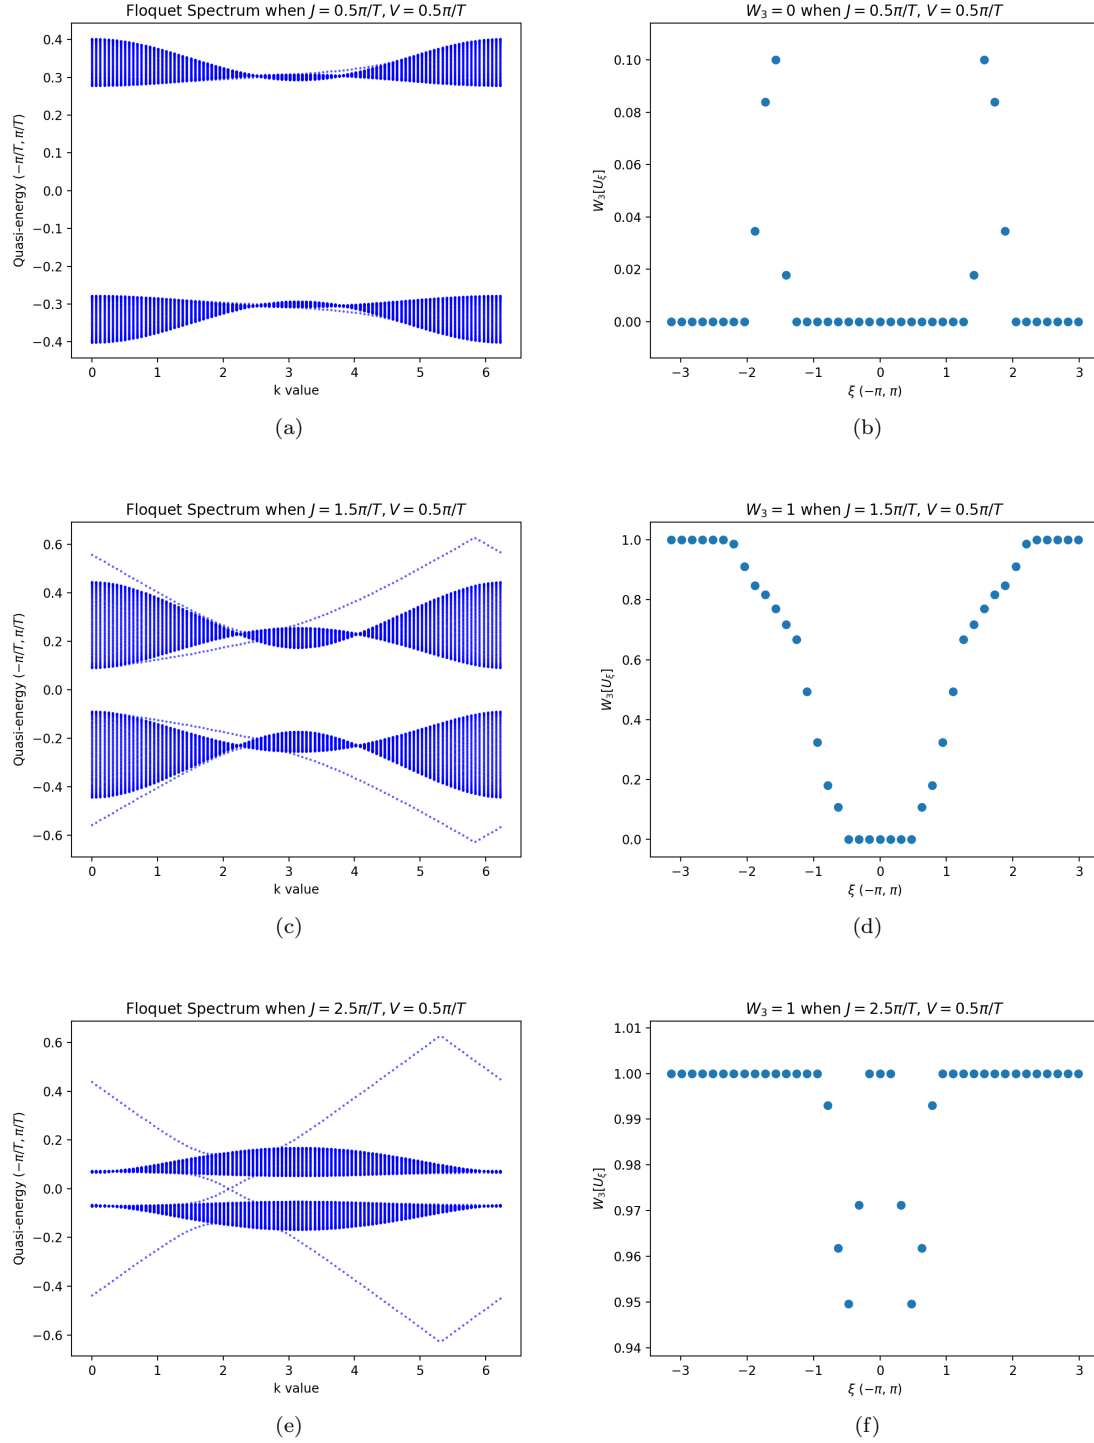 Floquet Spectrum when J = 0.5π/T, V = 0.5π/T
Quasi-energy (−π/T, π/T)
0.4
0.3
0.2
0.1
0.0
−0.1
−0.2
−0.3
−0.4
0 1 2 3 4 5 6
k value
(a)
W₃ = 0 when J = 0.5π/T, V = 0.5π/T
W₃[U_ξ]
0.10
0.08
0.06
0.04
0.02
0.00
−3 −2 −1 0 1 2 3
ξ (−π, π)
(b)
Floquet Spectrum when J = 1.5π/T, V = 0.5π/T
Quasi-energy (−π/T, π/T)
0.6
0.4
0.2
0.0
−0.2
−0.4
−0.6
0 1 2 3 4 5 6
k value
(c)
W₃ = 1 when J = 1.5π/T, V = 0.5π/T
W₃[U_ξ]
1.0
0.8
0.6
0.4
0.2
0.0
−3 −2 −1 0 1 2 3
ξ (−π, π)
(d)
Floquet Spectrum when J = 2.5π/T, V = 0.5π/T
Quasi-energy (−π/T, π/T)
0.6
0.4
0.2
0.0
−0.2
−0.4
−0.6
0 1 2 3 4 5 6
k value
(e)
W₃ = 1 when J = 2.5π/T, V = 0.5π/T
W₃[U_ξ]
1.01
1.00
0.99
0.98
0.97
0.96
0.95
0.94
−3 −2 −1 0 1 2 3
ξ (−π, π)
(f)